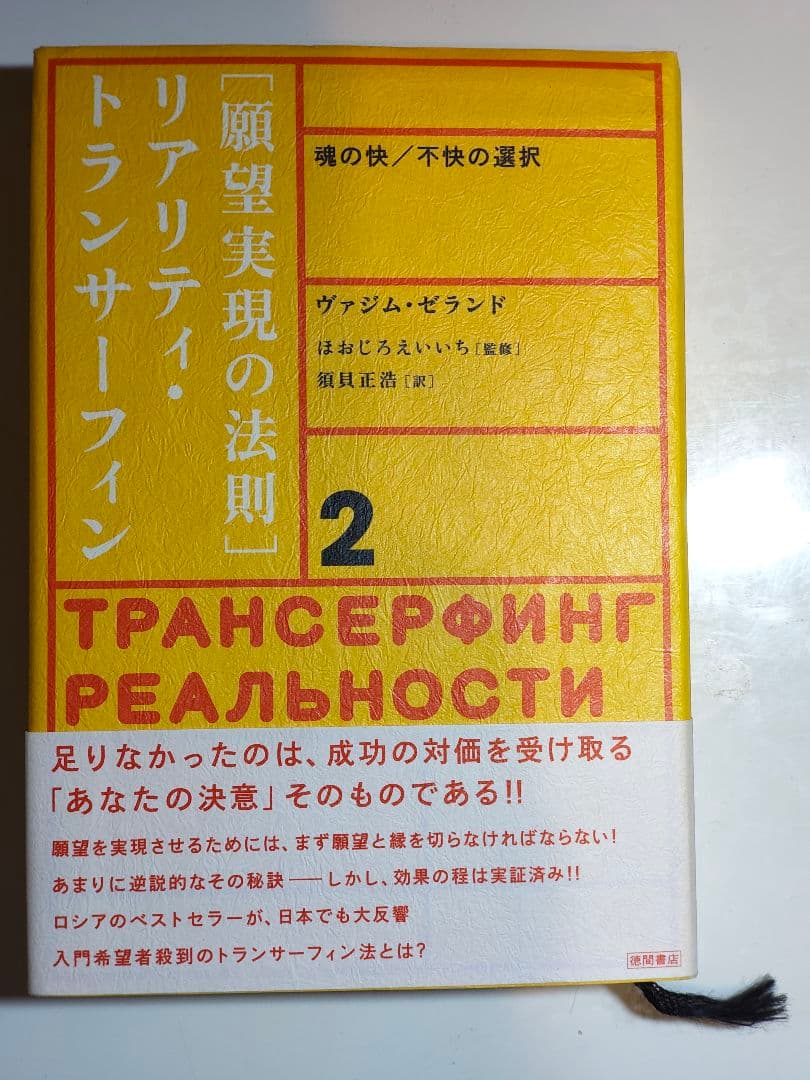 [願望実現の法則]
リアリティ・
トランサーフィン
魂の快／不快の選択
ヴァジム・ゼランド
ほおじろえいいち[監修]
須貝正浩[訳]
2
ТРАНСЕРФИНГ
РЕАЛЬНОСТИ
足りなかったのは、成功の対価を受け取る
「あなたの決意」そのものである!!
願望を実現させるためには、まず願望と縁を切らなければならない!
あまりに逆説的なその秘訣――しかし、効果の程は実証済み!!
ロシアのベストセラーが、日本でも大反響
入門希望者殺到のトランサーフィン法とは?
徳間書店